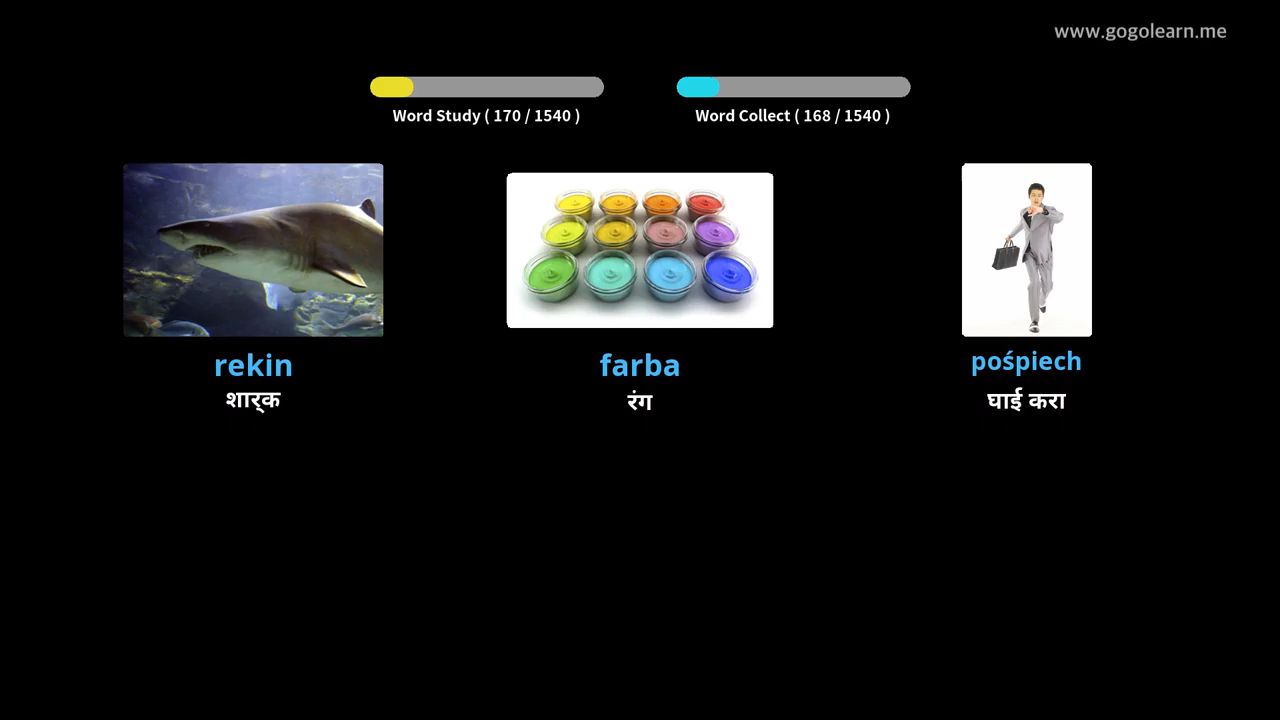 www.gogolearn.me
Word Study ( 170 / 1540 )
Word Collect ( 168 / 1540 )
rekin
farba
pośpiech
शार्क
रंग
घाई करा